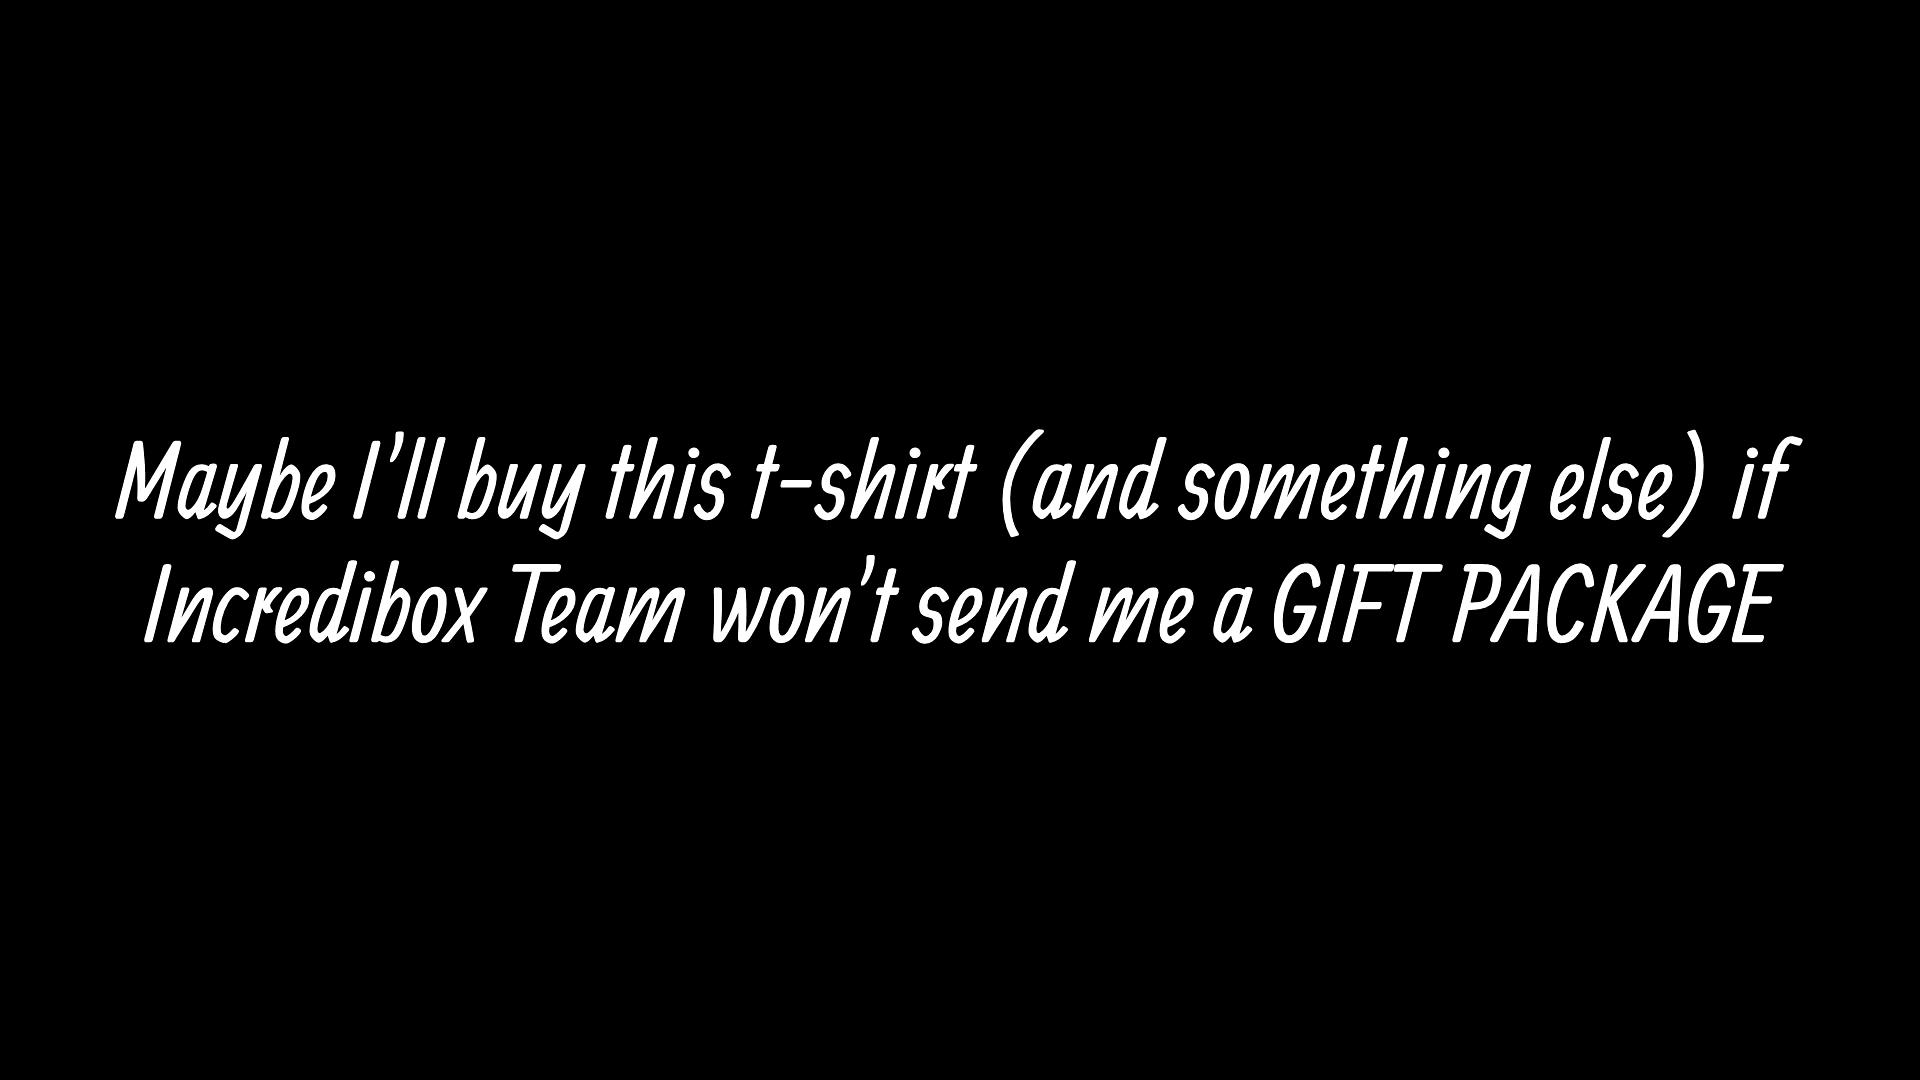 Maybe I'll buy this t-shirt (and something else) if
Incredibox Team won't send me a GIFT PACKAGE